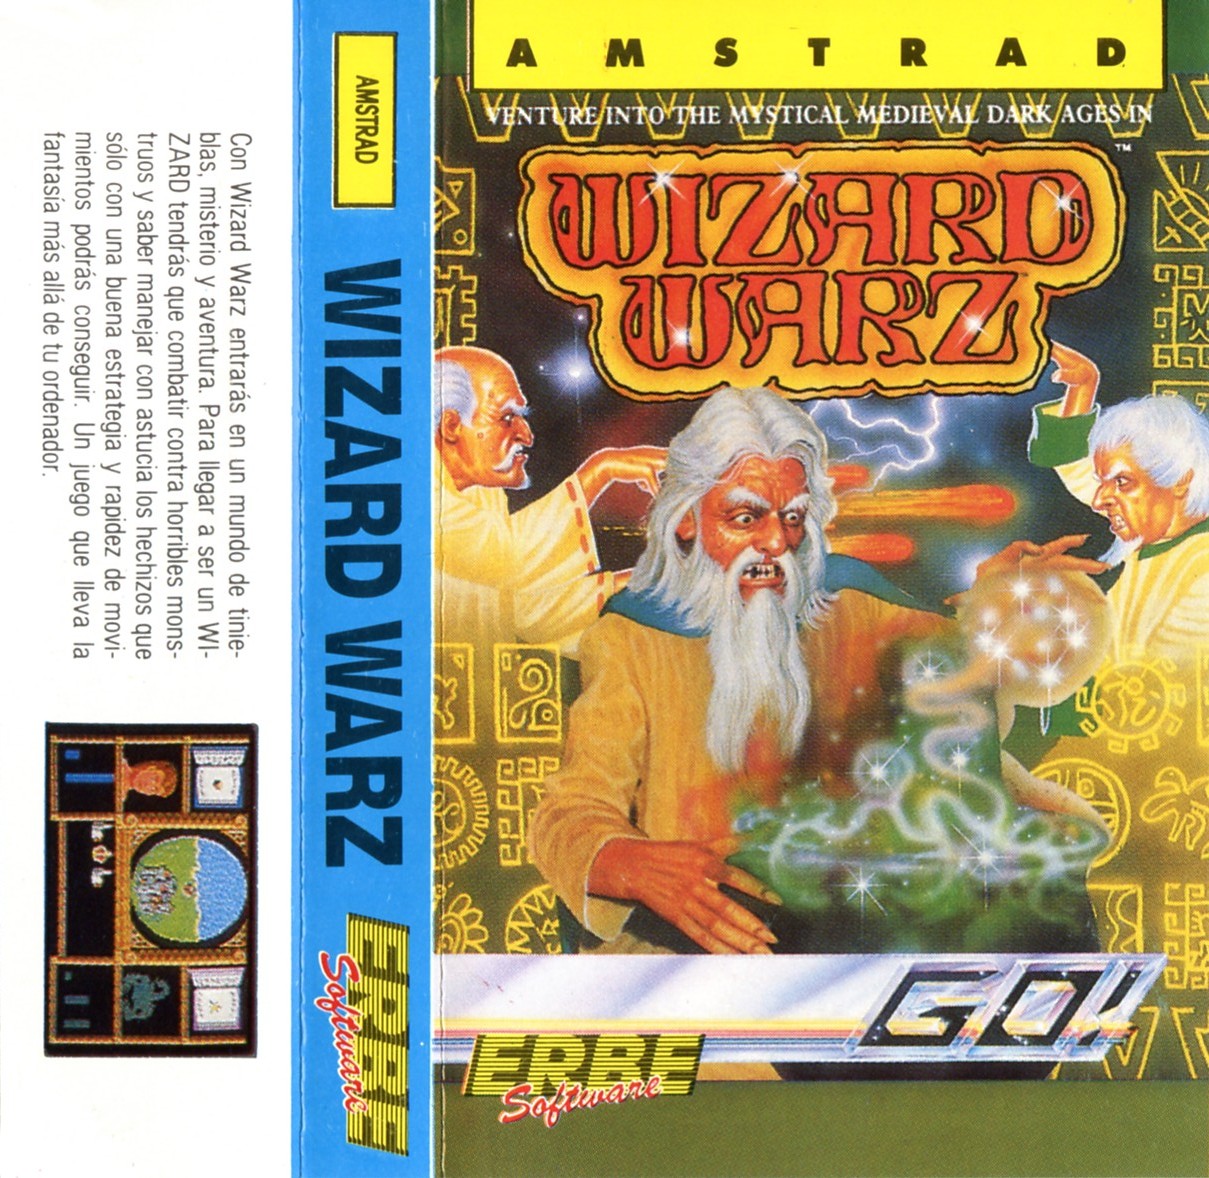 Con Wizard Warz entrarás en un mundo de tinie-
blas, misterio y aventura. Para llegar a ser un WI-
ZARD tendrás que combatir contra horribles mons-
truos y saber manejar con astucia los hechizos que
sólo con una buena estrategia y rapidez de movi-
mientos podrás conseguir. Un juego que lleva la
fantasía más allá de tu ordenador.
AMSTRAD
WIZARD WARZ
ERBE
Software
AMSTRAD
VENTURE INTO THE MYSTICAL MEDIEVAL DARK AGES IN
WIZARD
WARZ
™
GO!
ERBE
Software